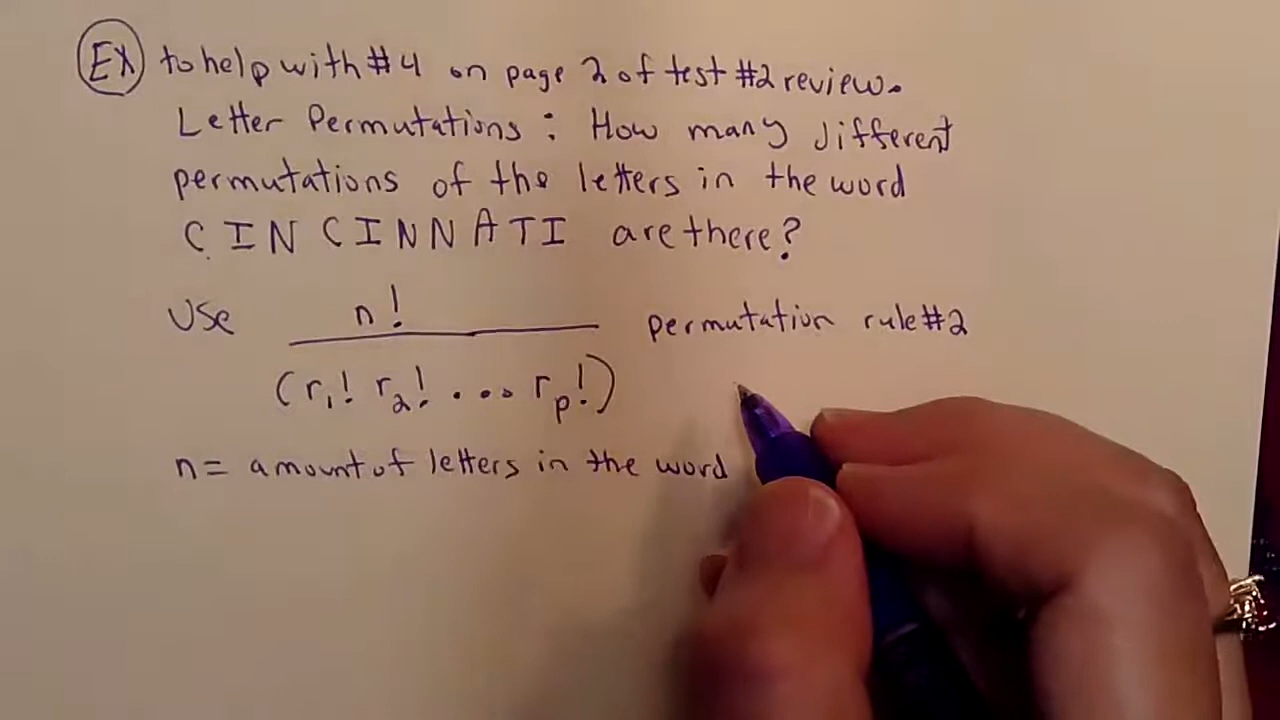 EX to help with #4 on page 2 of test #2 review.
Letter Permutations: How many different
permutations of the letters in the word
CINCINNATI are there?
Use n! permutation rule #2
(r₁! r₂! ... rₚ!)
n = amount of letters in the word